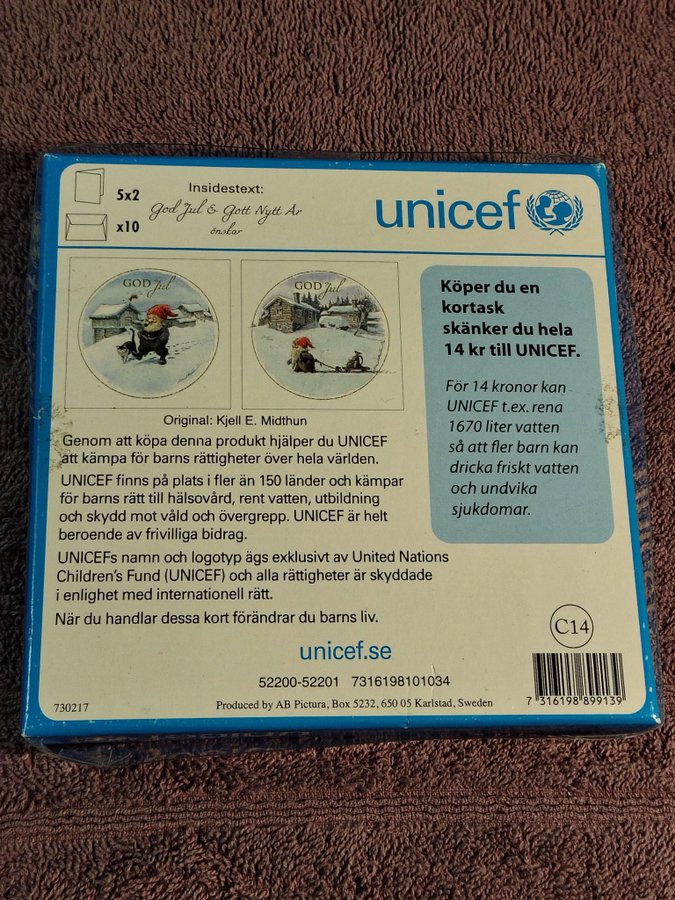 5x2
x10
Insidestext:
God Jul & Gott Nytt År
önskar
unicef
GOD Jul
GOD Jul
Original: Kjell E. Midthun
Köper du en
kortask
skänker du hela
14 kr till UNICEF.
För 14 kronor kan
UNICEF t.ex. rena
1670 liter vatten
så att fler barn kan
dricka friskt vatten
och undvika
sjukdomar.
Genom att köpa denna produkt hjälper du UNICEF
att kämpa för barns rättigheter över hela världen.
UNICEF finns på plats i fler än 150 länder och kämpar
för barns rätt till hälsovård, rent vatten, utbildning
och skydd mot våld och övergrepp. UNICEF är helt
beroende av frivilliga bidrag.
UNICEFs namn och logotyp ägs exklusivt av United Nations
Children's Fund (UNICEF) och alla rättigheter är skyddade
i enlighet med internationell rätt.
När du handlar dessa kort förändrar du barns liv.
unicef.se
C14
52200-52201 7316198101034
730217
Produced by AB Pictura, Box 5232, 650 05 Karlstad, Sweden
7 316198 899139